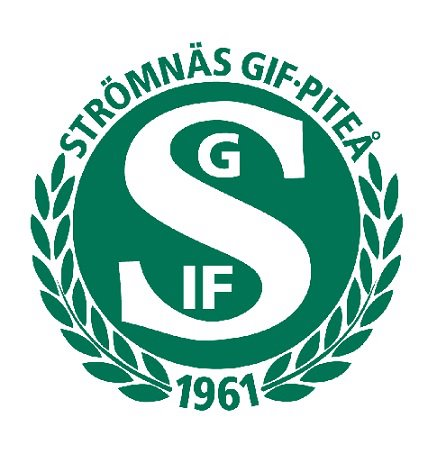 STRÖMNÄS GIF·PITEÅ
S
G
IF
1961